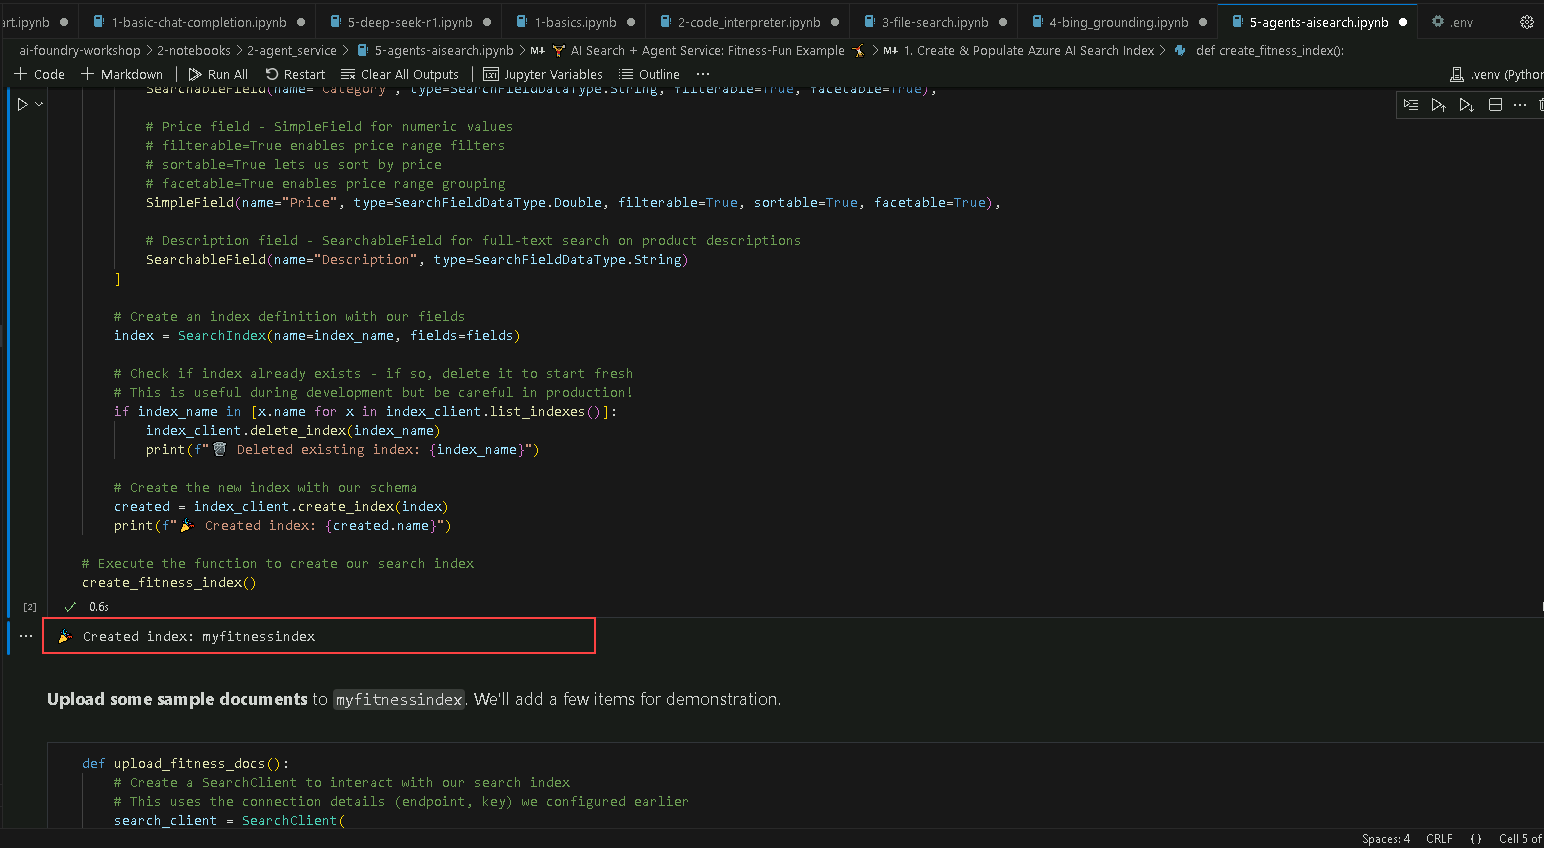 art.ipynb 1-basic-chat-completion.ipynb 5-deep-seek-r1.ipynb 1-basics.ipynb 2-code_interpreter.ipynb 3-file-search.ipynb 4-bing_grounding.ipynb 5-agents-aisearch.ipynb .env
ai-foundry-workshop > 2-notebooks > 2-agent_service > 5-agents-aisearch.ipynb > M↓ AI Search + Agent Service: Fitness-Fun Example > M↓ 1. Create & Populate Azure AI Search Index > def create_fitness_index():
+ Code + Markdown | Run All Restart Clear All Outputs | Jupyter Variables Outline ··· .venv (Python
SearchableField(name="Category", type=SearchFieldDataType.String, filterable=True, facetable=True),
# Price field - SimpleField for numeric values
# filterable=True enables price range filters
# sortable=True lets us sort by price
# facetable=True enables price range grouping
SimpleField(name="Price", type=SearchFieldDataType.Double, filterable=True, sortable=True, facetable=True),
# Description field - SearchableField for full-text search on product descriptions
SearchableField(name="Description", type=SearchFieldDataType.String)
]
# Create an index definition with our fields
index = SearchIndex(name=index_name, fields=fields)
# Check if index already exists - if so, delete it to start fresh
# This is useful during development but be careful in production!
if index_name in [x.name for x in index_client.list_indexes()]:
index_client.delete_index(index_name)
print(f"🗑️ Deleted existing index: {index_name}")
# Create the new index with our schema
created = index_client.create_index(index)
print(f"🎉 Created index: {created.name}")
# Execute the function to create our search index
create_fitness_index()
[2] ✓ 0.6s
··· 🎉 Created index: myfitnessindex
Upload some sample documents to myfitnessindex. We'll add a few items for demonstration.
def upload_fitness_docs():
# Create a SearchClient to interact with our search index
# This uses the connection details (endpoint, key) we configured earlier
search_client = SearchClient(
Spaces: 4 CRLF {} Cell 5 of